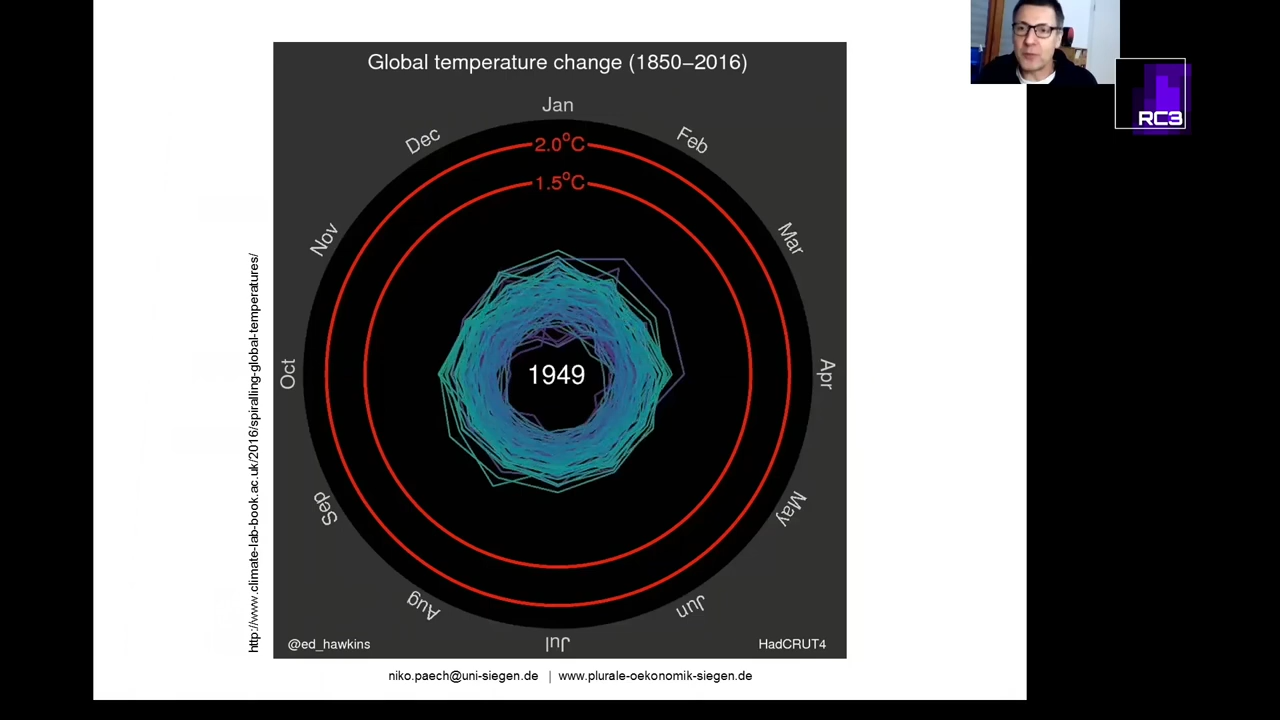 Global temperature change (1850–2016)
Jan
Dec
Feb
2.0°C
1.5°C
Nov
Mar
Oct
1949
Apr
Sep
May
Aug
Jun
Jul
@ed_hawkins
HadCRUT4
http://www.climate-lab-book.ac.uk/2016/spiralling-global-temperatures/
niko.paech@uni-siegen.de | www.plurale-oekonomik-siegen.de
RC3